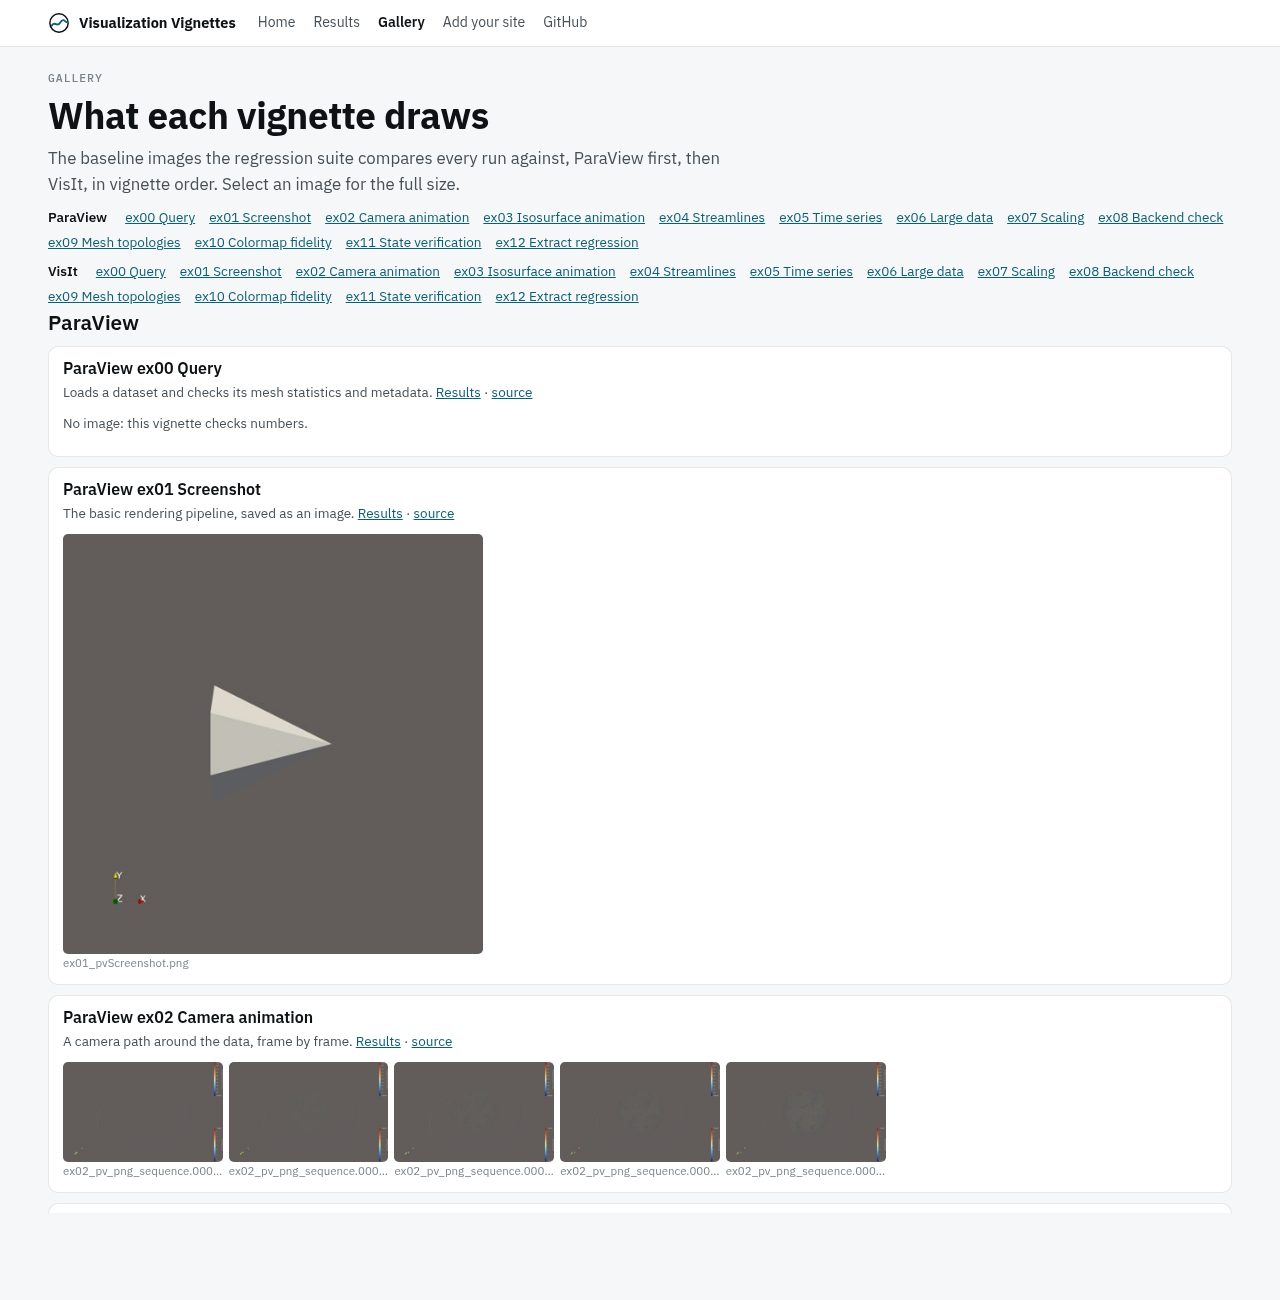 Visualization Vignettes Home Results Gallery Add your site GitHub
GALLERY
What each vignette draws
The baseline images the regression suite compares every run against, ParaView first, then
VisIt, in vignette order. Select an image for the full size.
ParaView ex00 Query ex01 Screenshot ex02 Camera animation ex03 Isosurface animation ex04 Streamlines ex05 Time series ex06 Large data ex07 Scaling ex08 Backend check
ex09 Mesh topologies ex10 Colormap fidelity ex11 State verification ex12 Extract regression
VisIt ex00 Query ex01 Screenshot ex02 Camera animation ex03 Isosurface animation ex04 Streamlines ex05 Time series ex06 Large data ex07 Scaling ex08 Backend check
ex09 Mesh topologies ex10 Colormap fidelity ex11 State verification ex12 Extract regression
ParaView
ParaView ex00 Query
Loads a dataset and checks its mesh statistics and metadata. Results · source
No image: this vignette checks numbers.
ParaView ex01 Screenshot
The basic rendering pipeline, saved as an image. Results · source
Y
Z X
ex01_pvScreenshot.png
ParaView ex02 Camera animation
A camera path around the data, frame by frame. Results · source
ex02_pv_png_sequence.000... ex02_pv_png_sequence.000... ex02_pv_png_sequence.000... ex02_pv_png_sequence.000... ex02_pv_png_sequence.000...